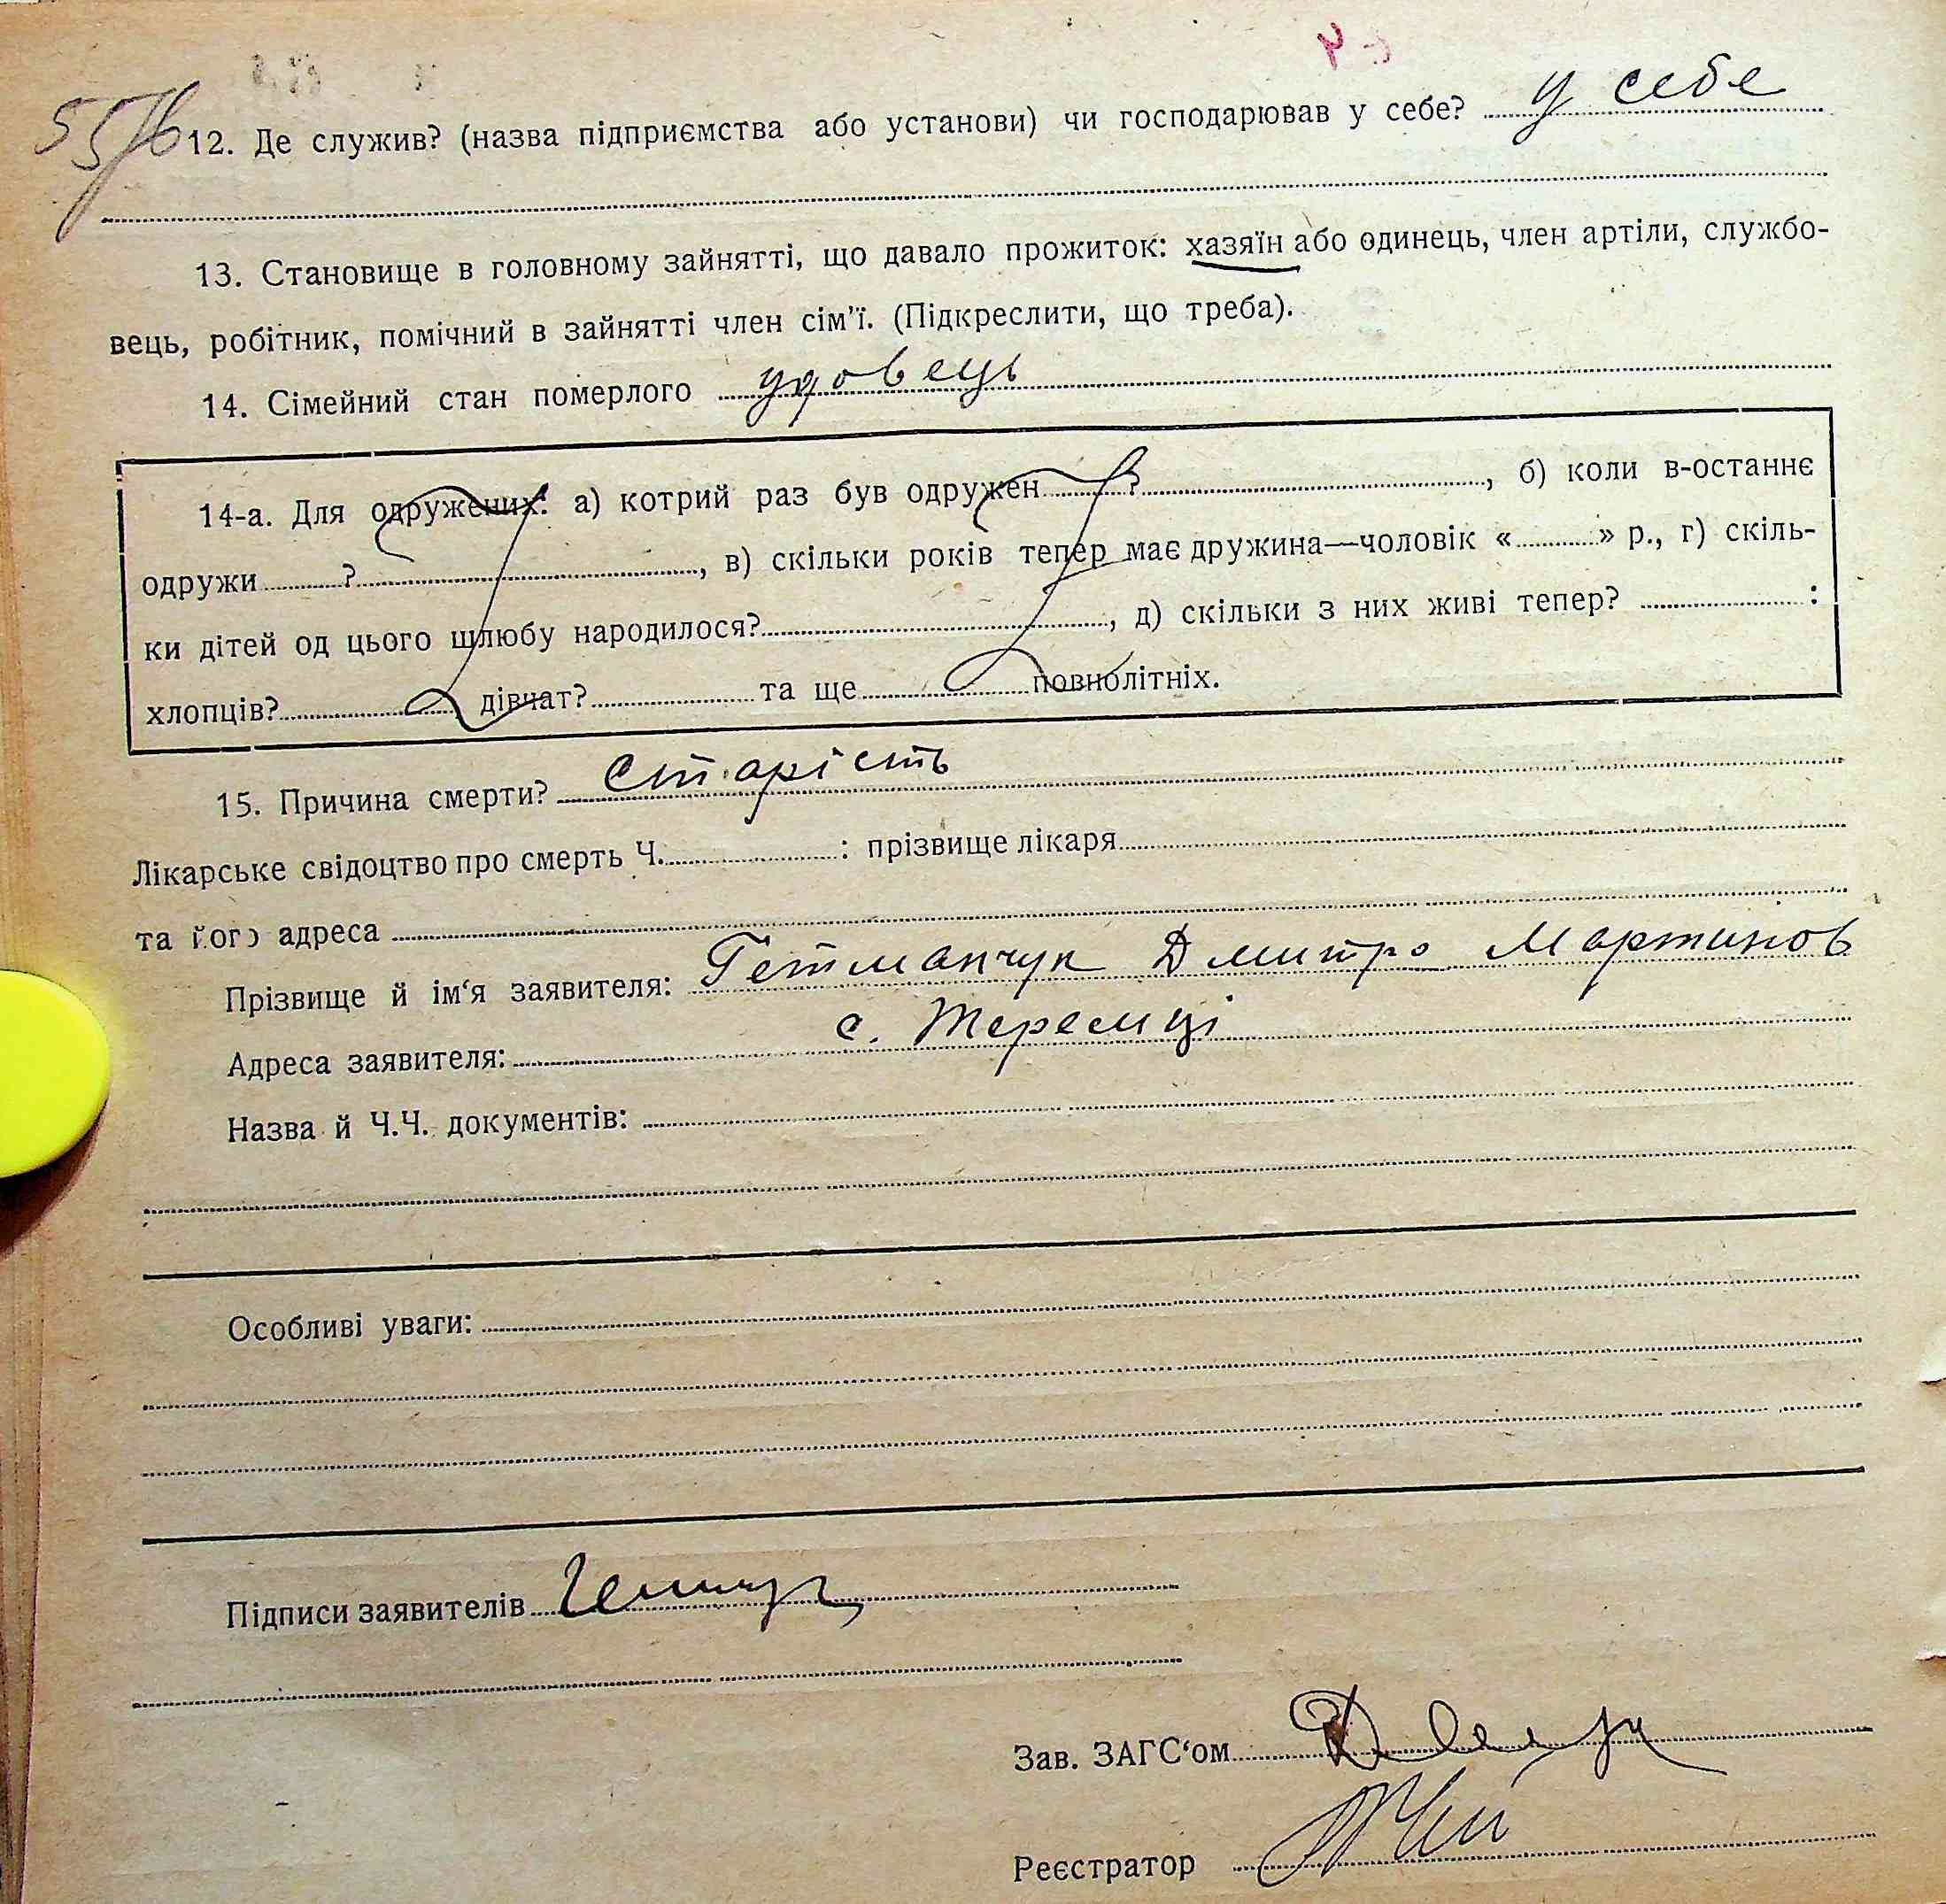 12. Де служив? (назва підприємства або установи) чи господарював у себе? у себе
13. Становище в головному зайнятті, що давало прожиток: хазяїн або одинець, член артіли, службо-
вець, робітник, помічний в зайнятті член сім'ї. (Підкреслити, що треба).
14. Сімейний стан померлого удовець
14-а. Для одружених: а) котрий раз був одружен ?, б) коли в-останнє
одружи ?, в) скільки років тепер має дружина—чоловік « » р., г) скіль-
ки дітей од цього шлюбу народилося?, д) скільки з них живі тепер? :
хлопців? дівчат? та ще повнолітніх.
15. Причина смерти? Старість
Лікарське свідоцтво про смерть Ч. : прізвище лікаря
та його адреса
Прізвище й ім'я заявителя: Гетманчук Дмитро Мартинов
Адреса заявителя: с. Теремці
Назва й Ч.Ч. документів:
Особливі уваги:
Підписи заявителів
Зав. ЗАГС'ом
Реєстратор